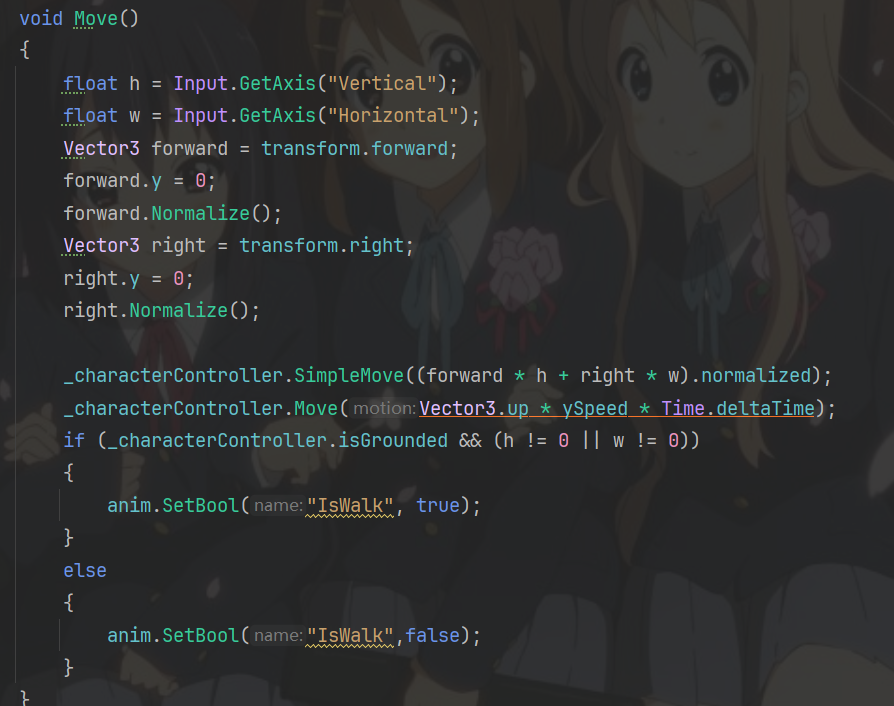 void Move()
{
float h = Input.GetAxis("Vertical");
float w = Input.GetAxis("Horizontal");
Vector3 forward = transform.forward;
forward.y = 0;
forward.Normalize();
Vector3 right = transform.right;
right.y = 0;
right.Normalize();
_characterController.SimpleMove((forward * h + right * w).normalized);
_characterController.Move(motion:Vector3.up * ySpeed * Time.deltaTime);
if (_characterController.isGrounded && (h != 0 || w != 0))
{
anim.SetBool(name:"IsWalk", true);
}
else
{
anim.SetBool(name:"IsWalk",false);
}
}